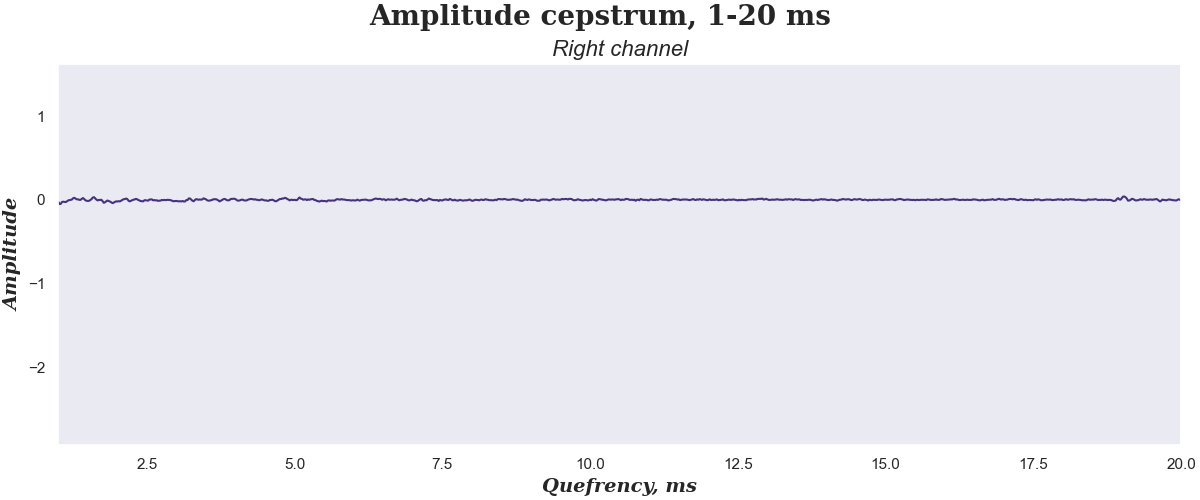 Amplitude cepstrum, 1-20 ms
Right channel
Amplitude
1
0
−1
−2
2.5 5.0 7.5 10.0 12.5 15.0 17.5 20.0
Quefrency, ms